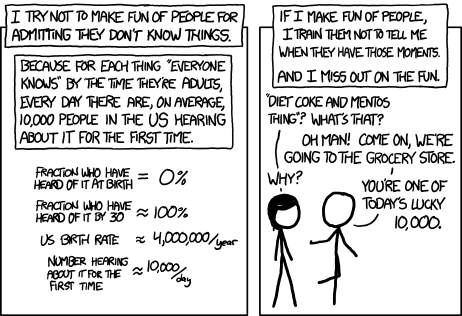 I TRY NOT TO MAKE FUN OF PEOPLE FOR
ADMITTING THEY DON'T KNOW THINGS.
BECAUSE FOR EACH THING "EVERYONE
KNOWS" BY THE TIME THEY'RE ADULTS,
EVERY DAY THERE ARE, ON AVERAGE,
10,000 PEOPLE IN THE US HEARING
ABOUT IT FOR THE FIRST TIME.
FRACTION WHO HAVE
HEARD OF IT AT BIRTH = 0%
FRACTION WHO HAVE
HEARD OF IT BY 30 ≈ 100%
US BIRTH RATE ≈ 4,000,000/year
NUMBER HEARING
ABOUT IT FOR THE ≈ 10,000/day
FIRST TIME
IF I MAKE FUN OF PEOPLE,
I TRAIN THEM NOT TO TELL ME
WHEN THEY HAVE THOSE MOMENTS.
AND I MISS OUT ON THE FUN.
"DIET COKE AND MENTOS
THING"? WHAT'S THAT?
OH MAN! COME ON, WE'RE
GOING TO THE GROCERY STORE.
WHY?
YOU'RE ONE OF
TODAY'S LUCKY
10,000.